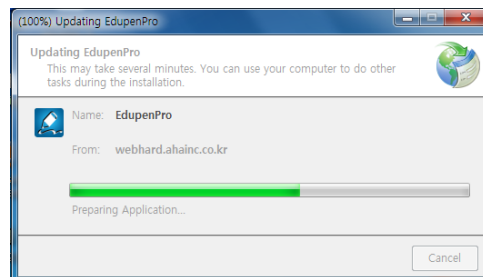 (100%) Updating EdupenPro
Updating EdupenPro
This may take several minutes. You can use your computer to do other
tasks during the installation.
Name: EdupenPro
From: webhard.ahainc.co.kr
Preparing Application...
Cancel